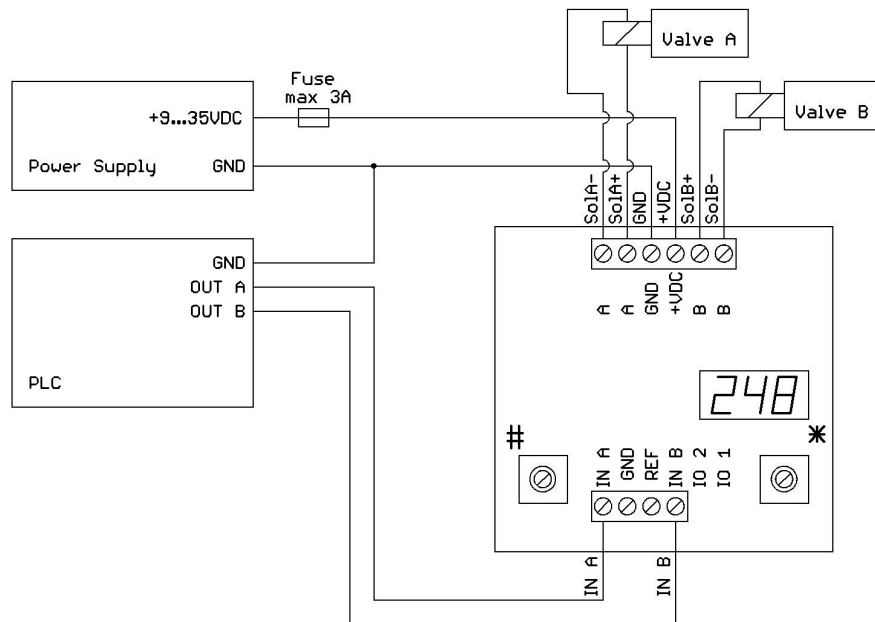 Valve A
Fuse
max 3A
Valve B
+9...35VDC
Power Supply
GND
SolA-
SolA+
GND
+VDC
SolB+
SolB-
GND
OUT A
OUT B
PLC
A
A
GND
+VDC
B
B
248
#
*
IN A
GND
REF
IN B
IO 2
IO 1
IN A
IN B